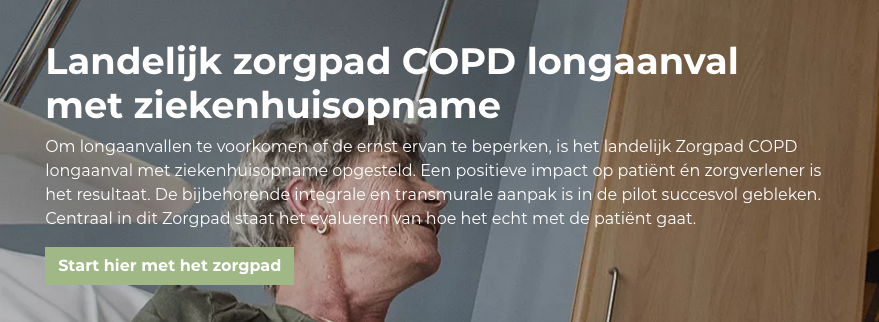 Landelijk zorgpad COPD longaanval
met ziekenhuisopname
Om longaanvallen te voorkomen of de ernst ervan te beperken, is het landelijk Zorgpad COPD
longaanval met ziekenhuisopname opgesteld. Een positieve impact op patiënt én zorgverlener is
het resultaat. De bijbehorende integrale en transmurale aanpak is in de pilot succesvol gebleken.
Centraal in dit Zorgpad staat het evalueren van hoe het echt met de patiënt gaat.
Start hier met het zorgpad